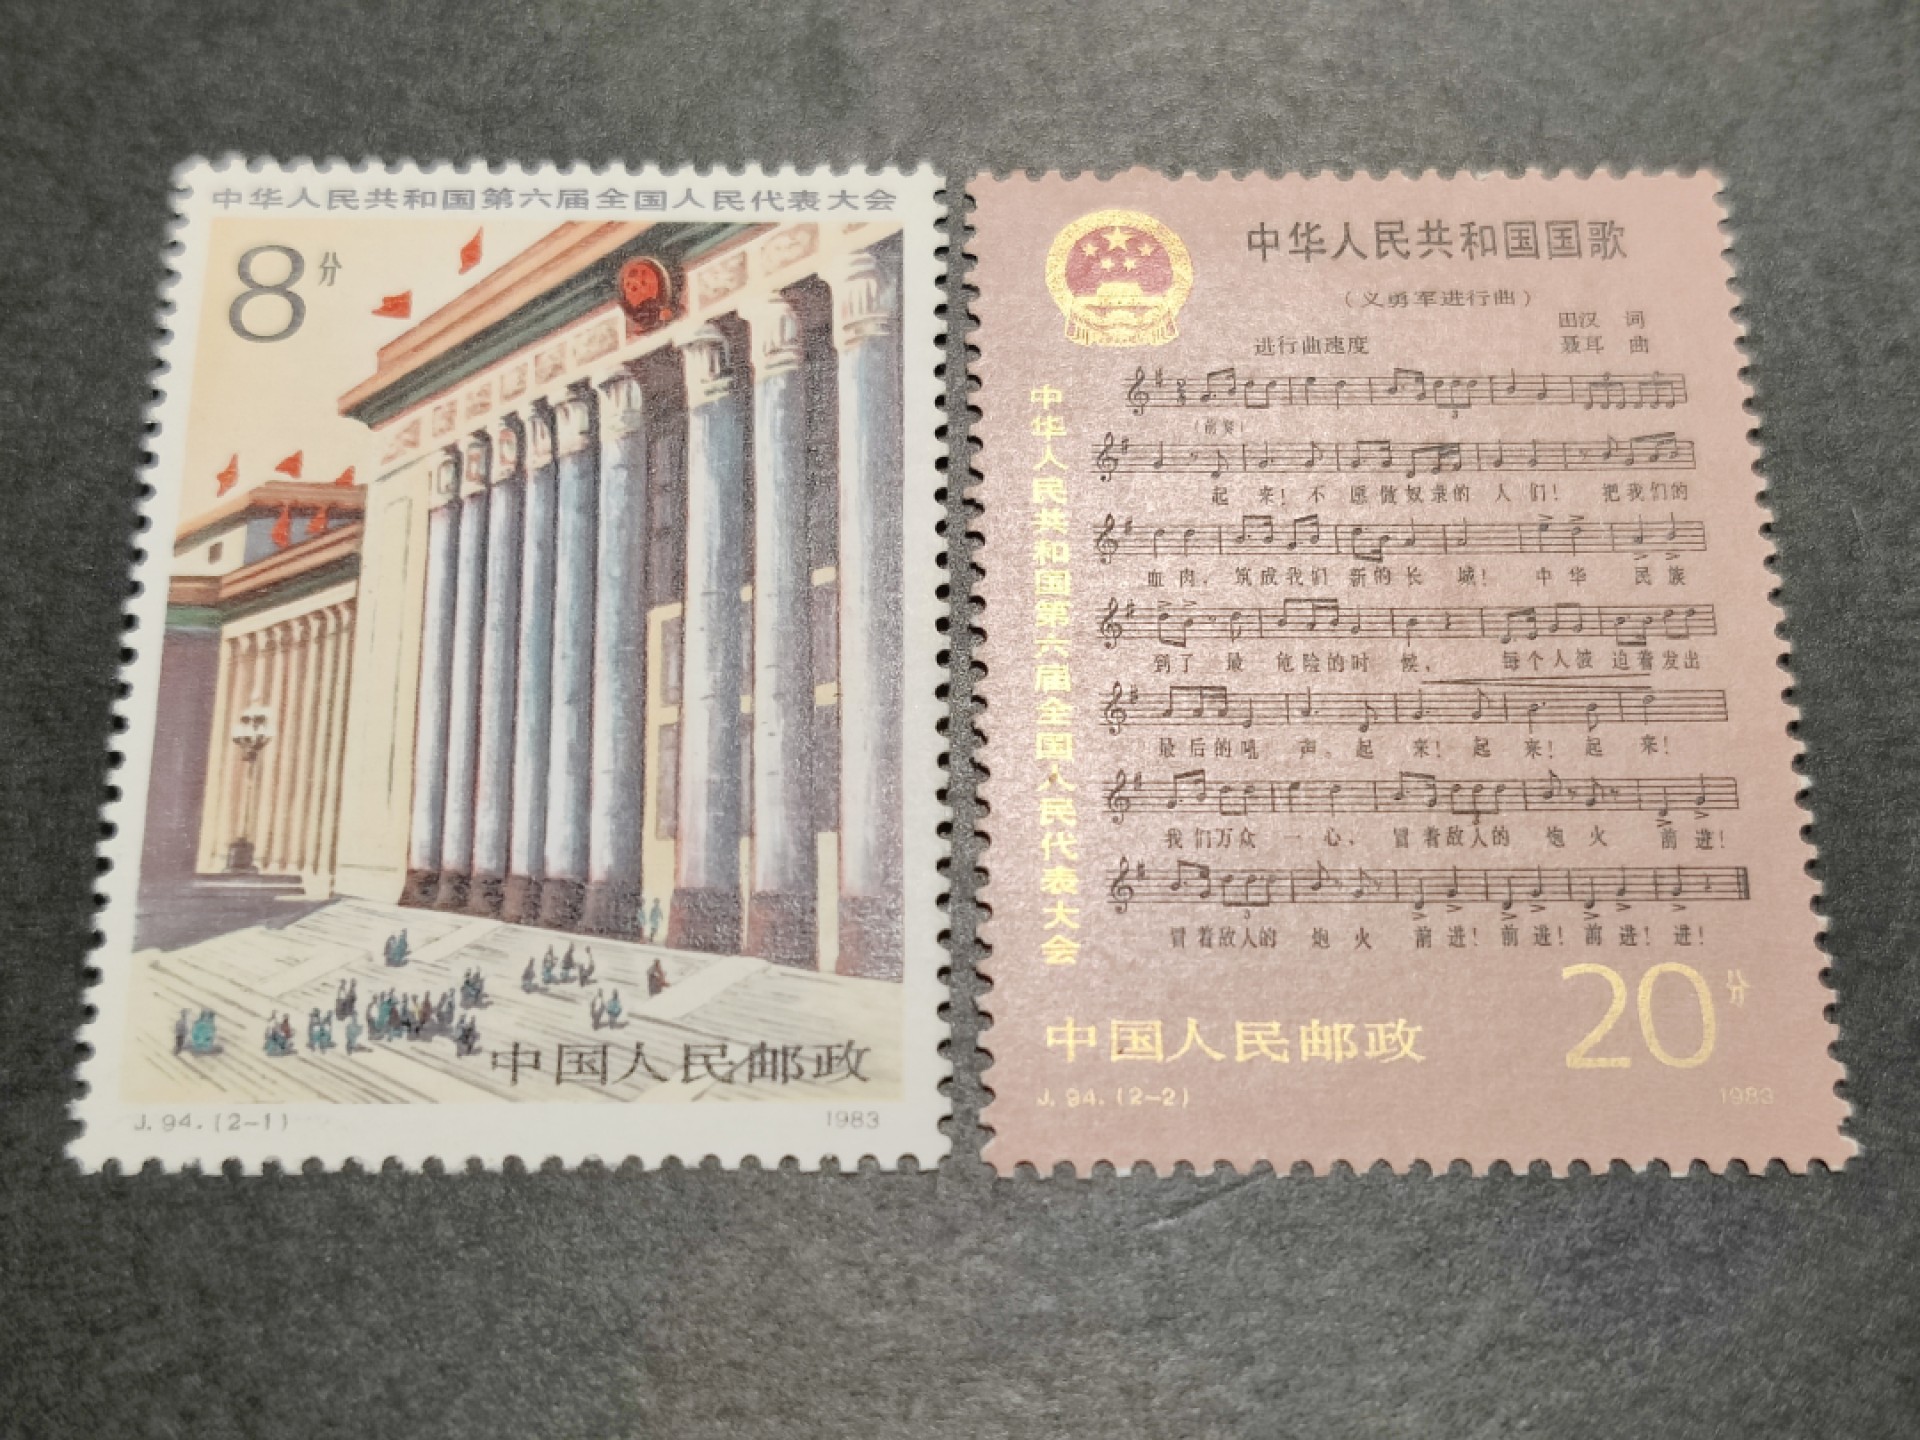 中华人民共和国第六届全国人民代表大会
8分
中国人民邮政
J.94.(2-1)
1983
中华人民共和国国歌
(义勇军进行曲)
田汉 词
进行曲速度
聂耳 曲
中华人民共和国第六届全国人民代表大会
(前奏)
起 来! 不 愿做奴隶的 人 们! 把我们的
血肉, 筑成我们 新的长 城! 中华 民族
到了 最 危险的时 候, 每个人被 迫着发出
最后的吼 声。起 来! 起 来! 起 来!
我们万众 一 心, 冒着敌人的 炮 火 前进!
冒着敌人的 炮 火 前进! 前进! 前进! 进!
20分
中国人民邮政
J.94.(2-2)
1983